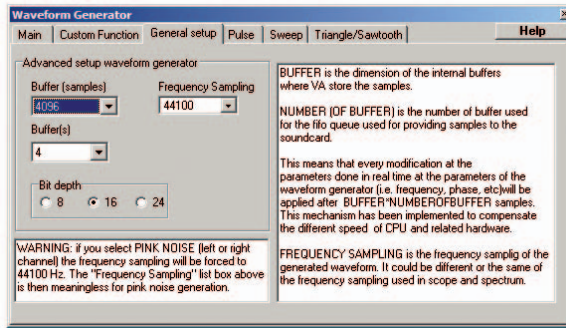 Waveform Generator
Main Custom Function General setup Pulse Sweep Triangle/Sawtooth Help
Advanced setup waveform generator
Buffer (samples) Frequency Sampling
4096 44100
Buffer(s)
4
Bit depth
8 16 24
WARNING: if you select PINK NOISE (left or right
channel) the frequency sampling will be forced to
44100 Hz. The "Frequency Sampling" list box above
is then meaningless for pink noise generation.
BUFFER is the dimension of the internal buffers
where VA store the samples.
NUMBER (OF BUFFER) is the number of buffer used
for the fifo queue used for providing samples to the
soundcard.
This means that every modification at the
parameters done in real time at the parameters of the
waveform generator (i.e. frequency, phase, etc)will be
applied after BUFFER*NUMBEROFBUFFER samples.
This mechanism has been implemented to compensate
the different speed of CPU and related hardware.
FREQUENCY SAMPLING is the frequency samplig of the
generated waveform. It could be different or the same of
the frequency sampling used in scope and spectrum.